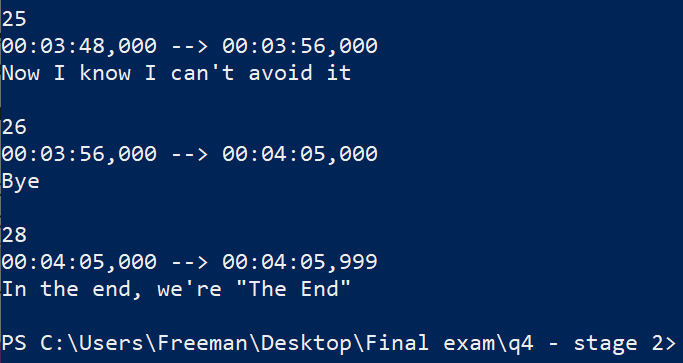 25
00:03:48,000 --> 00:03:56,000
Now I know I can't avoid it

26
00:03:56,000 --> 00:04:05,000
Bye

28
00:04:05,000 --> 00:04:05,999
In the end, we're "The End"

PS C:\Users\Freeman\Desktop\Final exam\q4 - stage 2>